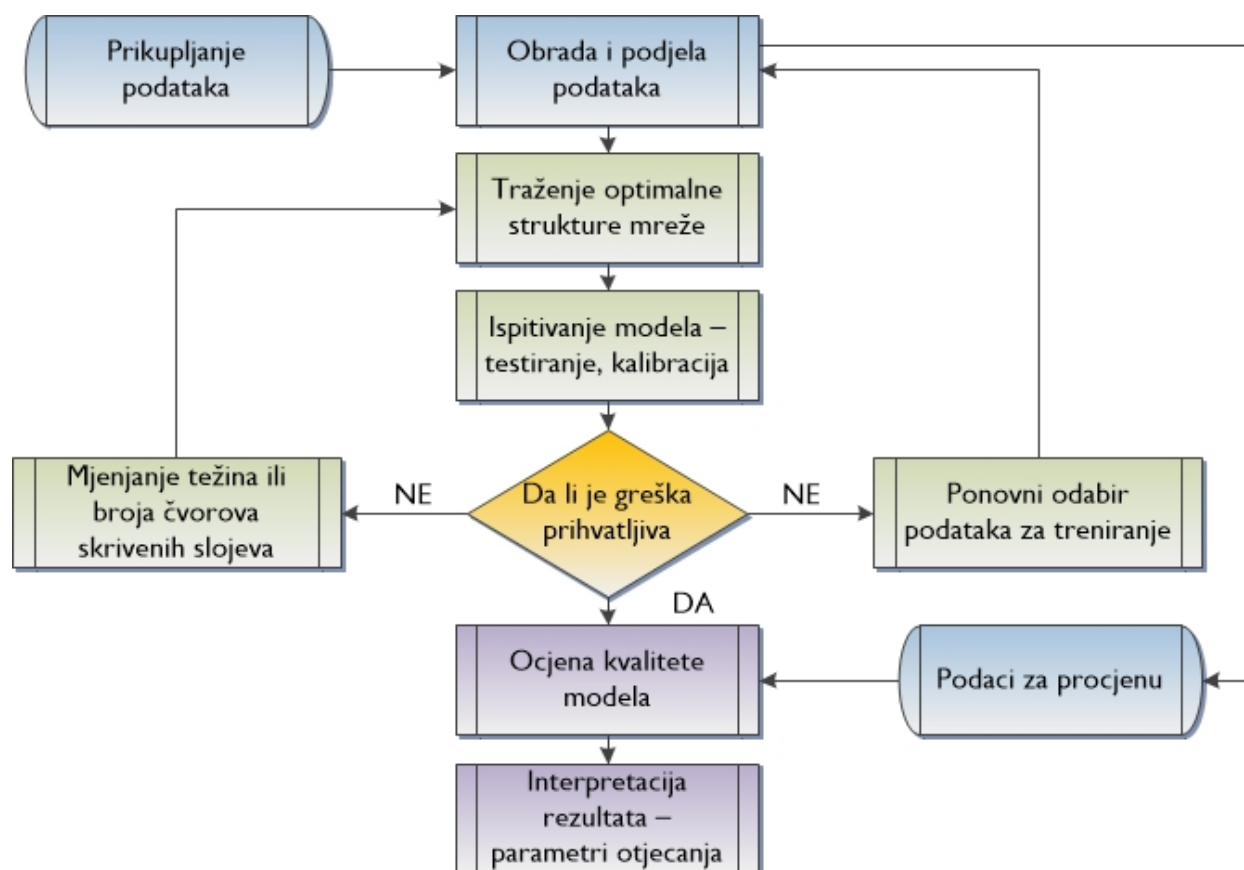 Prikupljanje
podataka
Obrada i podjela
podataka
Traženje optimalne
strukture mreže
Ispitivanje modela –
testiranje, kalibracija
Mjenjanje težina ili
broja čvorova
skrivenih slojeva
NE
Da li je greška
prihvatljiva
NE
Ponovni odabir
podataka za treniranje
DA
Ocjena kvalitete
modela
Podaci za procjenu
Interpretacija
rezultata –
parametri otjecanja